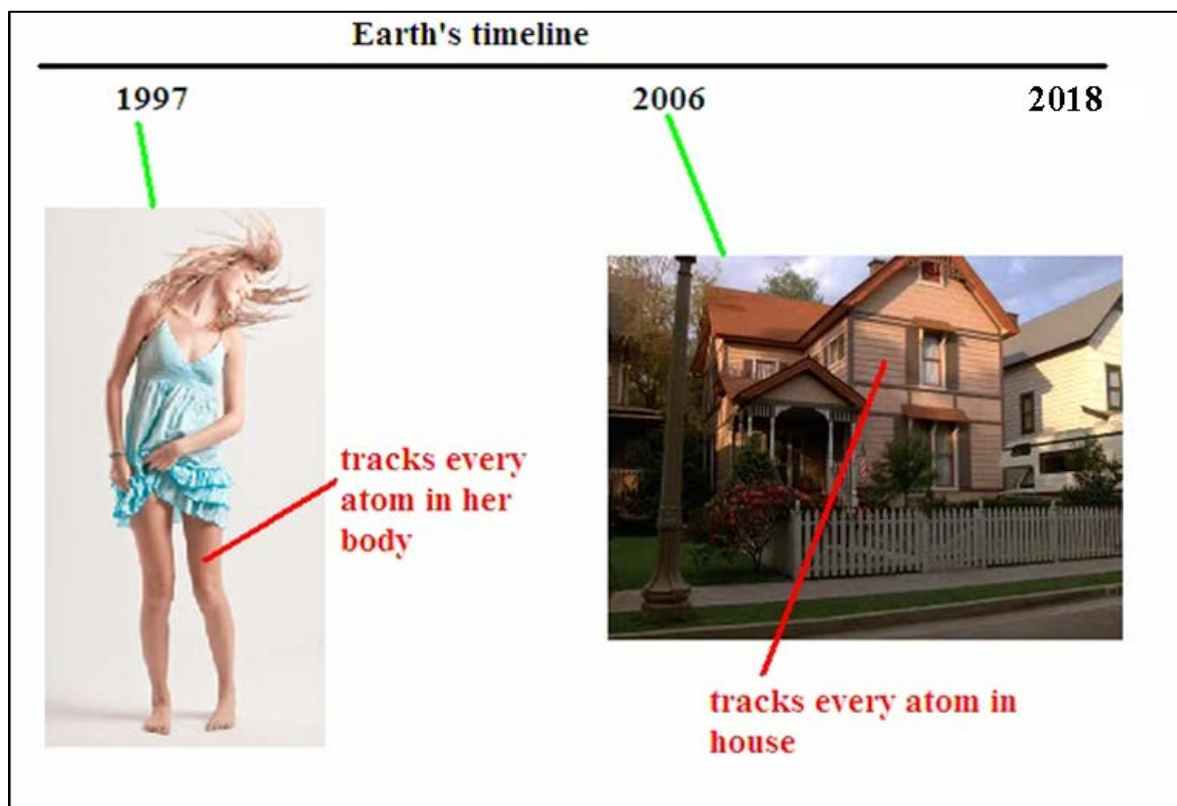 Earth's timeline
1997 2006 2018
tracks every
atom in her
body
tracks every atom in
house